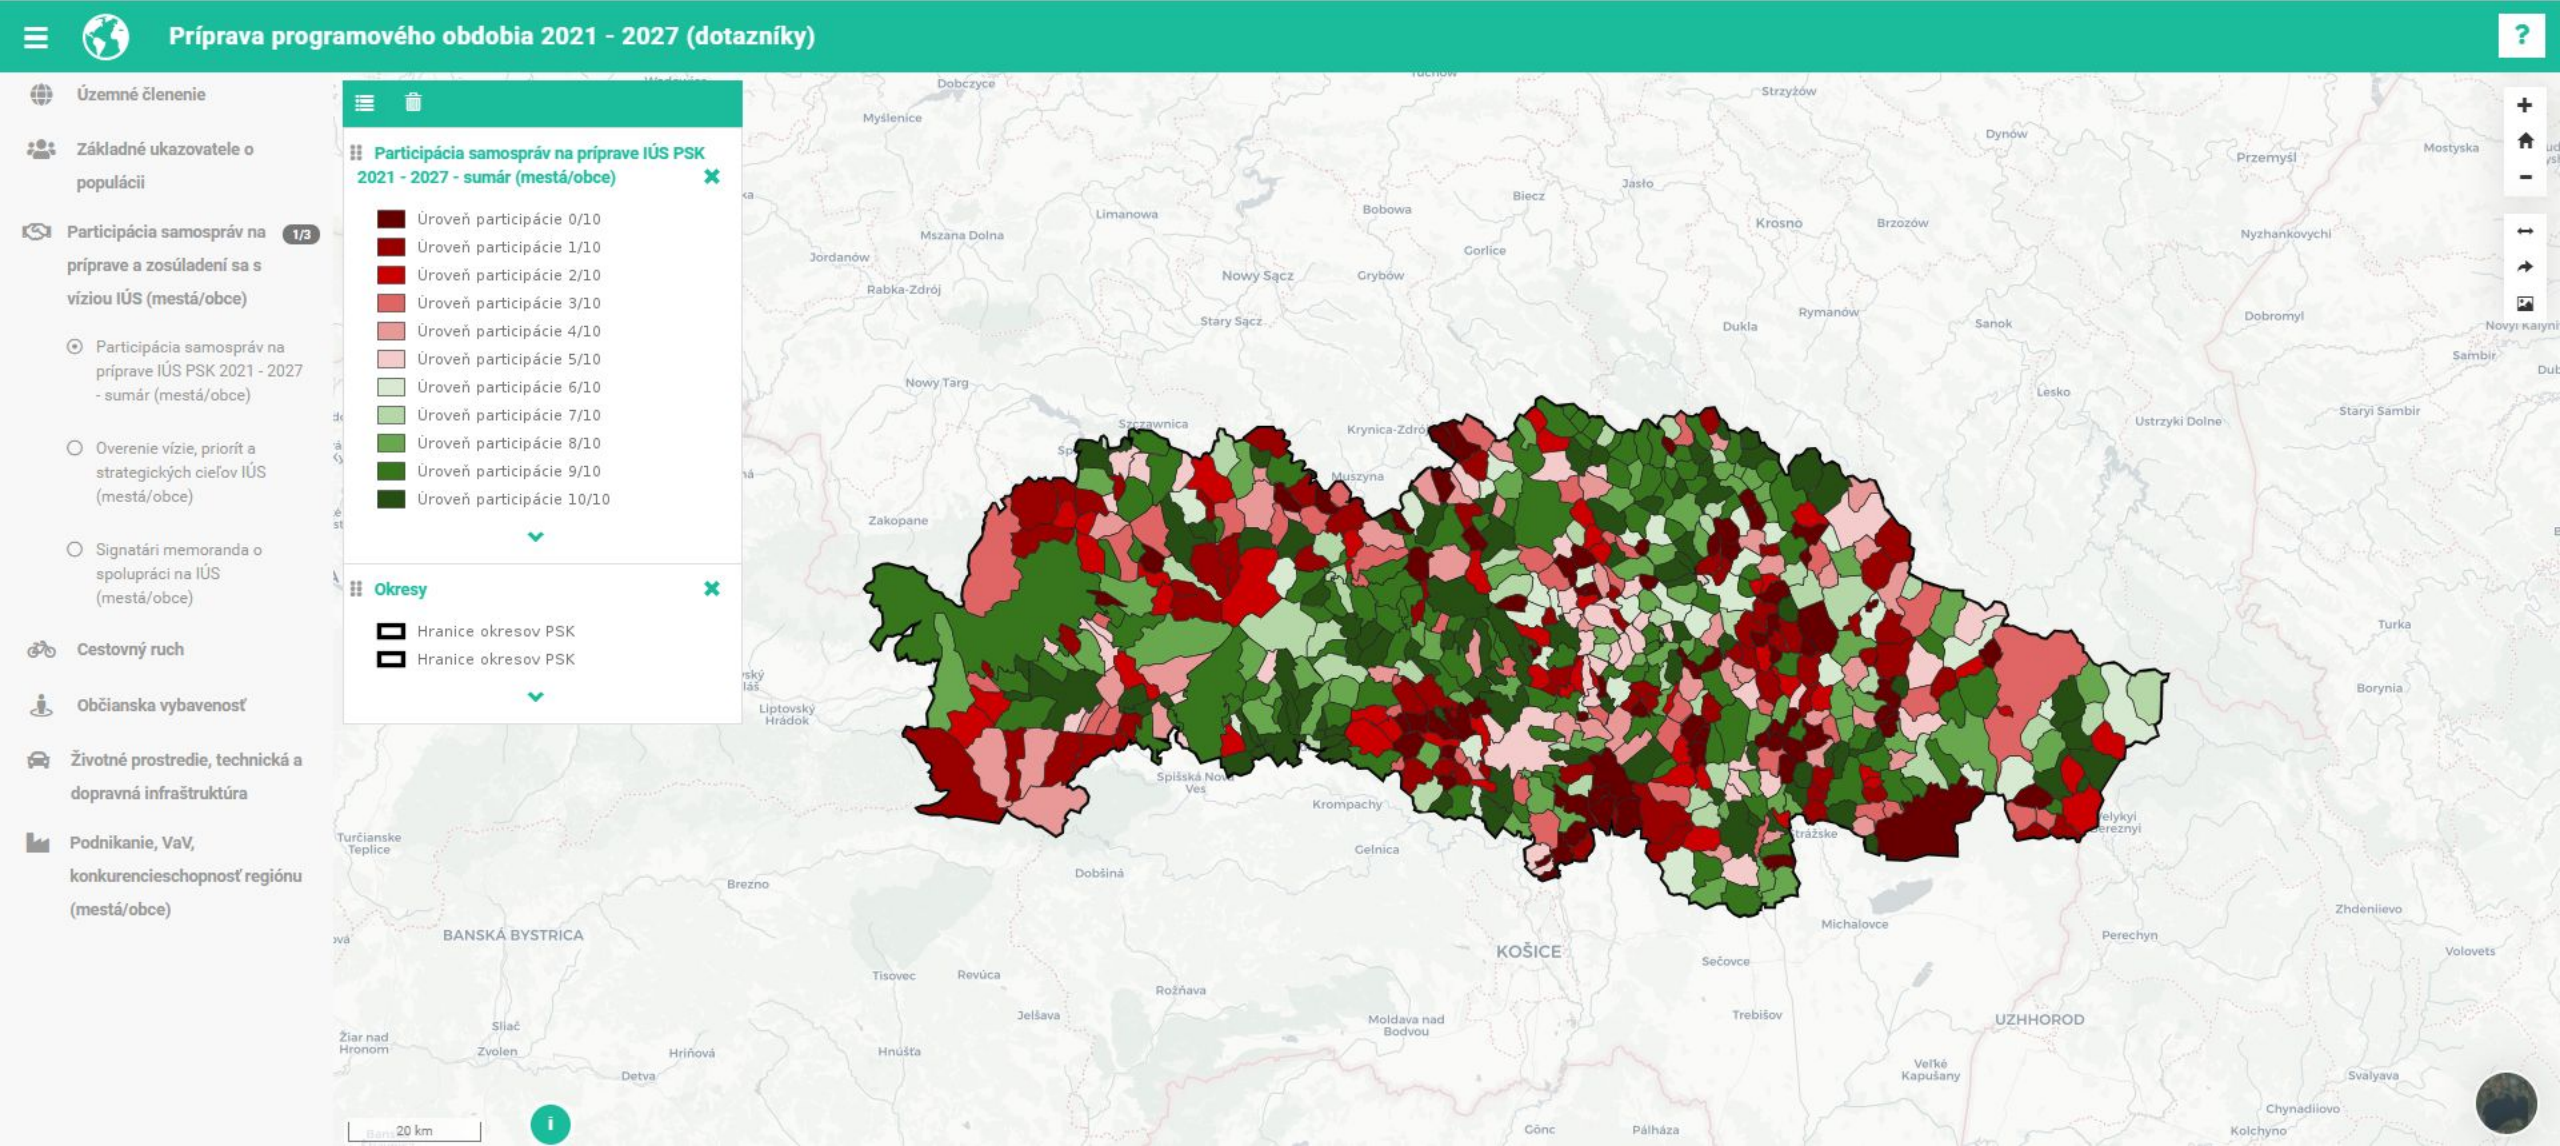 Príprava programového obdobia 2021 - 2027 (dotazníky)
?
Územné členenie
Základné ukazovatele o
populácii
Participácia samospráv na
1/3
príprave a zosúladení sa s
víziou IÚS (mestá/obce)
Participácia samospráv na
príprave IÚS PSK 2021 - 2027
- sumár (mestá/obce)
Overenie vízie, priorít a
strategických cieľov IÚS
(mestá/obce)
Signatári memoranda o
spolupráci na IÚS
(mestá/obce)
Cestovný ruch
Občianska vybavenosť
Životné prostredie, technická a
dopravná infraštruktúra
Podnikanie, VaV,
konkurencieschopnosť regiónu
(mestá/obce)
Participácia samospráv na príprave IÚS PSK
2021 - 2027 - sumár (mestá/obce)
Úroveň participácie 0/10
Úroveň participácie 1/10
Úroveň participácie 2/10
Úroveň participácie 3/10
Úroveň participácie 4/10
Úroveň participácie 5/10
Úroveň participácie 6/10
Úroveň participácie 7/10
Úroveň participácie 8/10
Úroveň participácie 9/10
Úroveň participácie 10/10
Okresy
Hranice okresov PSK
Hranice okresov PSK
Dobczyce
Strzyżów
Myślenice
Dynów
Mostyska
Przemyśl
Jasło
Biecz
Limanowa
Bobowa
Krosno
Brzozów
Mszana Dolna
Nyzhankovychi
Gorlice
Jordanów
Nowy Sącz
Grybów
Rabka-Zdrój
Rymanów
Dobromyl
Stary Sącz
Dukla
Sanok
Sambir
Nowy Targ
Lesko
Szczawnica
Krynica-Zdrój
Ustrzyki Dolne
Staryi Sambir
Muszyna
Zakopane
Turka
Borynia
Liptovský
Hrádok
Spišská Nová
Ves
Krompachy
Strážske
Velykyi
Bereznyi
Turčianske
Teplice
Gelnica
Dobšiná
Brezno
Michalovce
Zhdeniievo
BANSKÁ BYSTRICA
Perechyn
KOŠICE
Volovets
Sečovce
Tisovec
Revúca
Rožňava
Jelšava
Moldava nad
Bodvou
Trebišov
UZHHOROD
Sliač
Žiar nad
Hronom
Zvolen
Hriňová
Hnúšťa
Detva
Veľké
Kapušany
Svalyava
Chynadiiovo
20 km
i
Gönc
Pálháza
Kolchyno